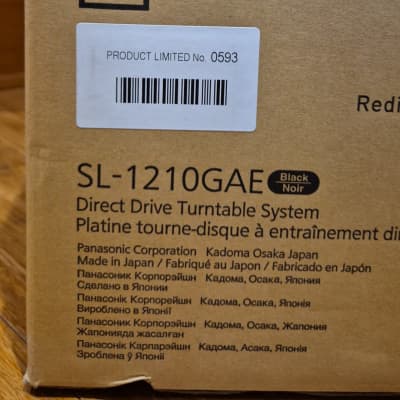 PRODUCT LIMITED No. 0593
Redi
SL-1210GAE Black Noir
Direct Drive Turntable System
Platine tourne-disque à entraînement di
Panasonic Corporation Kadoma Osaka Japan
Made in Japan / Fabriqué au Japon / Fabricado en Japón
Панасоник Корпорэйшн Кадома, Осака, Япония
Сделано в Японии
Панасонік Корпорейшн Кадома, Осака, Японія
Вироблено в Японії
Панасоник Корпорэйшн Кадома, Осака, Жапония
Жапонияда жасалған
Панасонік Карпарэйшн Кадома, Асака, Японія
Зроблена ў Японіі